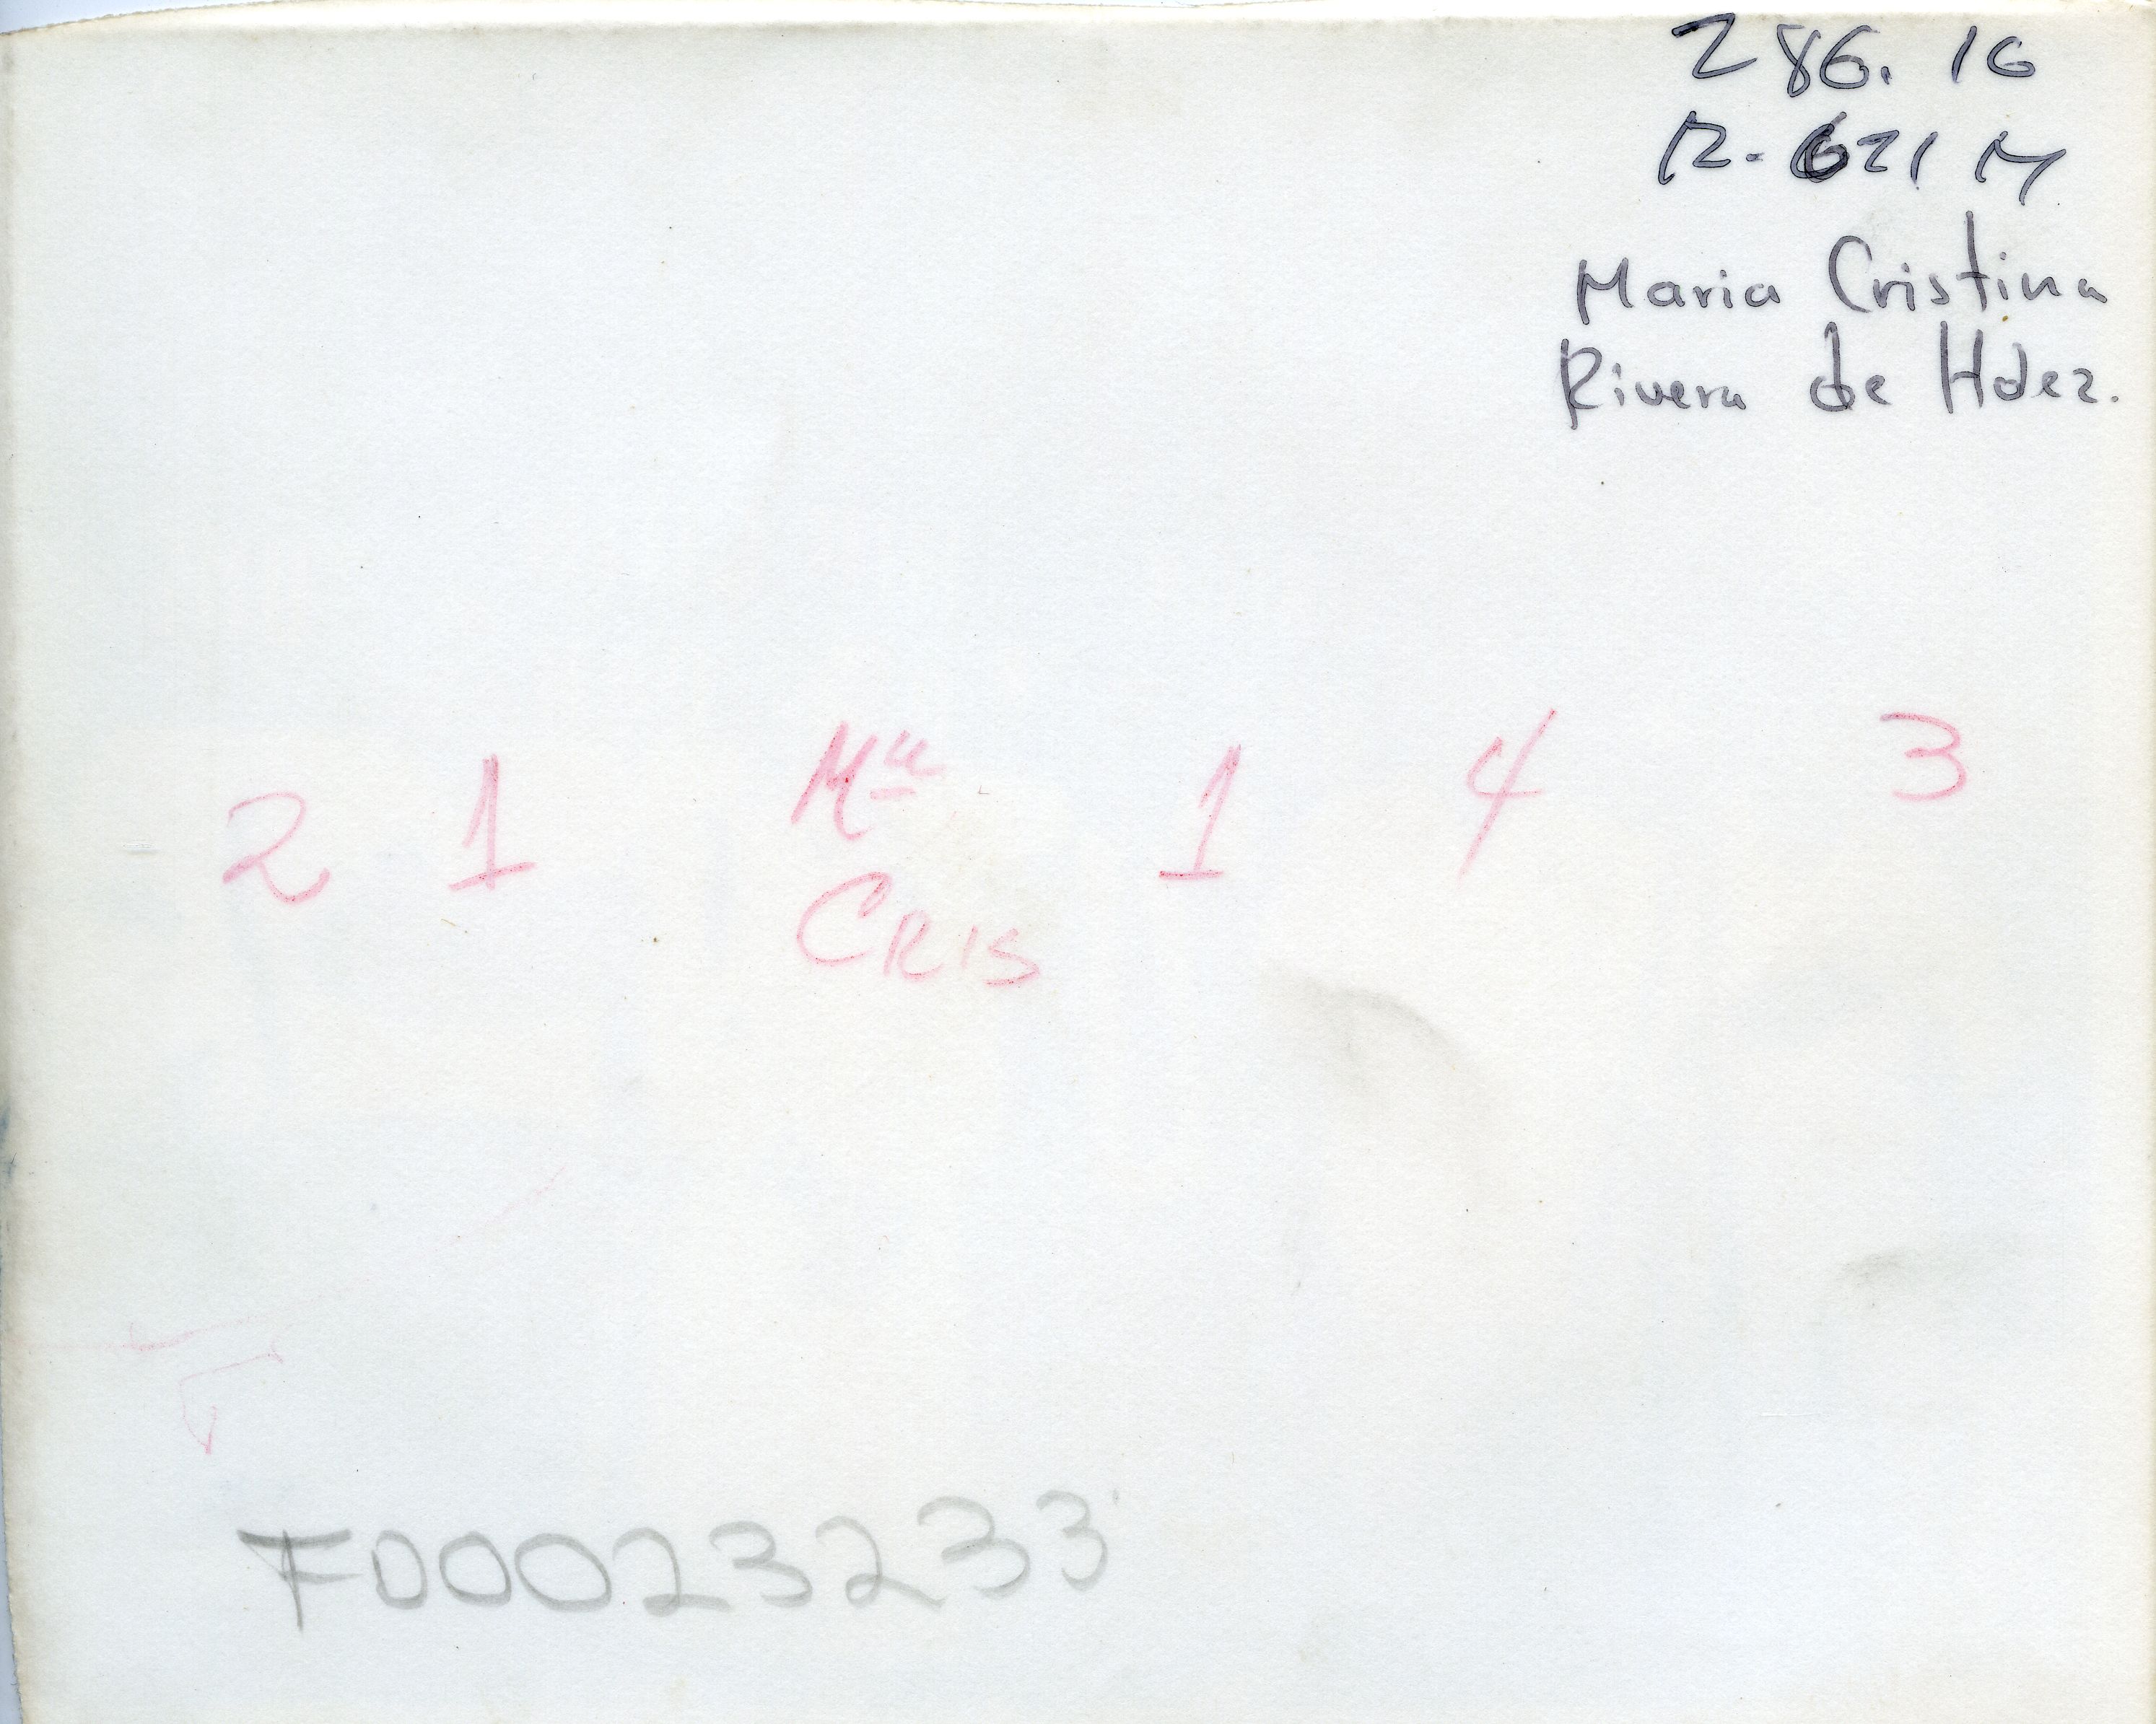 286.16
R-621 M
Maria Cristina
Rivera de Hdez.
2 1 Mª 1 4 3
CRIS
F00023233